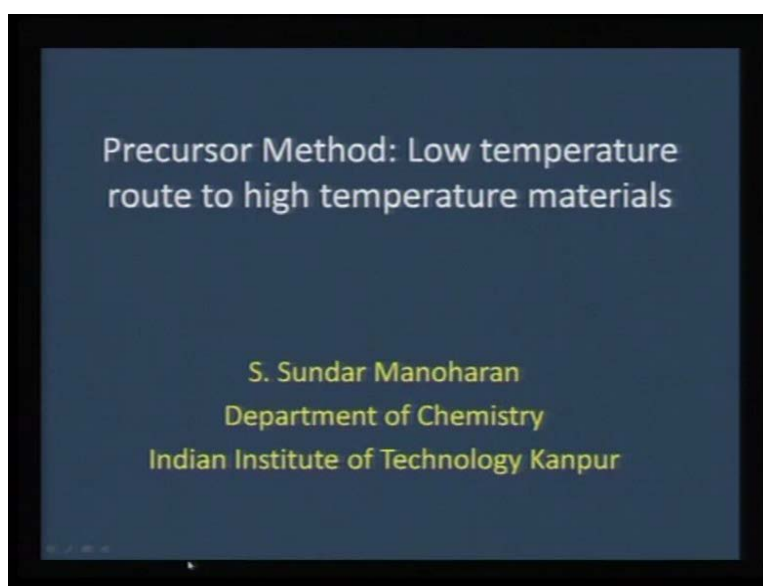 Precursor Method: Low temperature
route to high temperature materials
S. Sundar Manoharan
Department of Chemistry
Indian Institute of Technology Kanpur